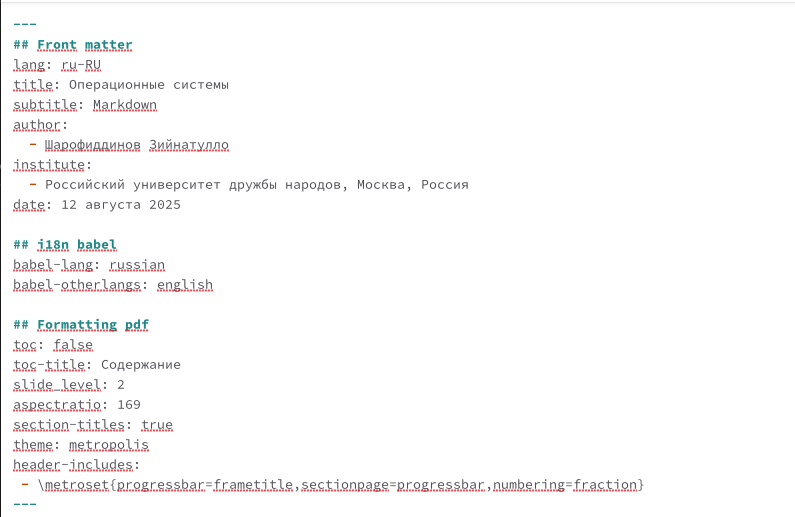 ---
## Front matter
lang: ru-RU
title: Операционные системы
subtitle: Markdown
author:
  - Шарофиддинов Зийнатулло
institute:
  - Российский университет дружбы народов, Москва, Россия
date: 12 августа 2025

## i18n babel
babel-lang: russian
babel-otherlangs: english

## Formatting pdf
toc: false
toc-title: Содержание
slide_level: 2
aspectratio: 169
section-titles: true
theme: metropolis
header-includes:
 - \metroset{progressbar=frametitle,sectionpage=progressbar,numbering=fraction}
---